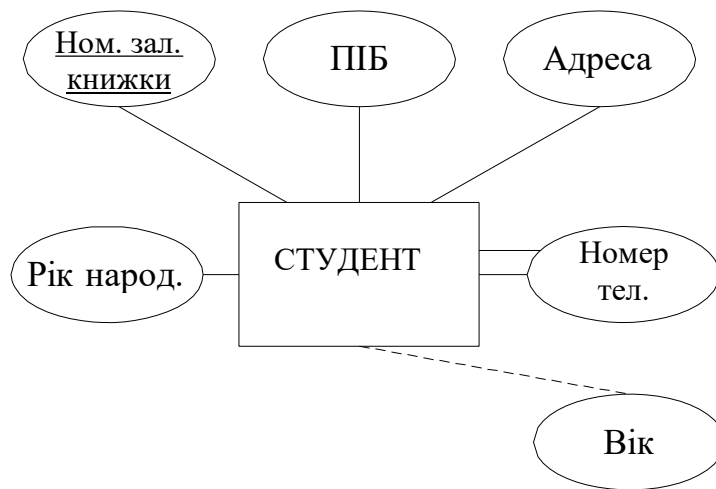 Ном. зал.
книжки
ПІБ
Адреса
Рік народ.
СТУДЕНТ
Номер
тел.
Вік